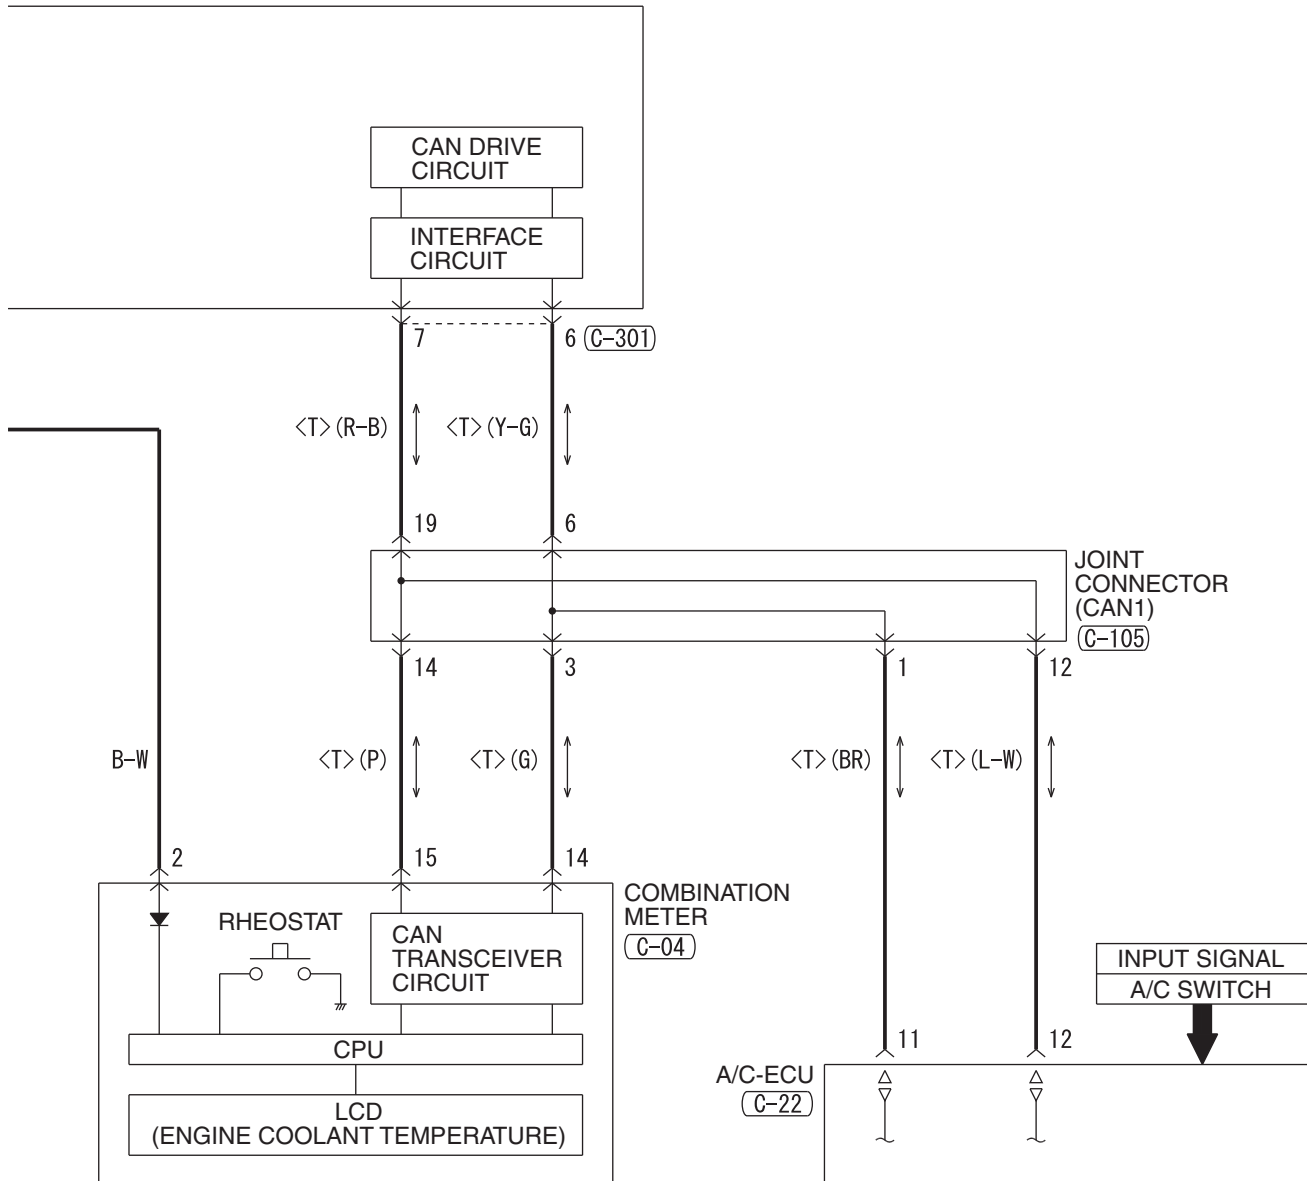 CAN DRIVE
CIRCUIT
INTERFACE
CIRCUIT
7
6 C-301
<T>(R-B)
<T>(Y-G)
19
6
JOINT
CONNECTOR
(CAN1)
C-105
14
3
1
12
B-W
<T>(P)
<T>(G)
<T>(BR)
<T>(L-W)
2
15
14
COMBINATION
METER
C-04
RHEOSTAT
CAN
TRANSCEIVER
CIRCUIT
INPUT SIGNAL
A/C SWITCH
CPU
11
12
A/C-ECU
C-22
LCD
(ENGINE COOLANT TEMPERATURE)